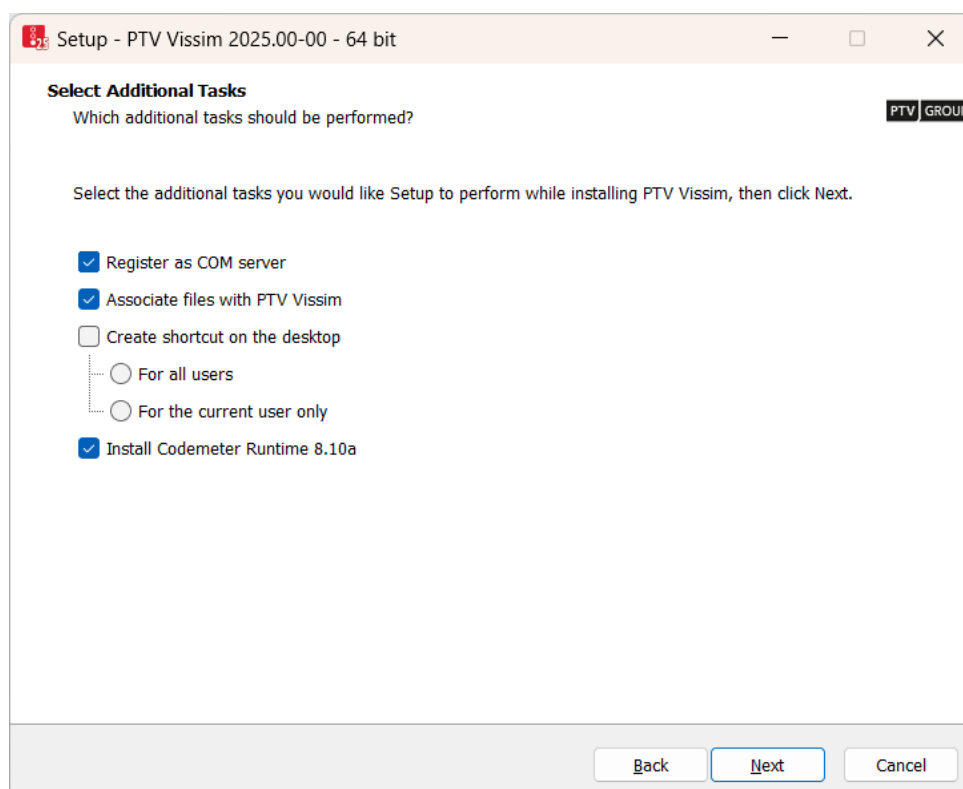 25
Setup - PTV Vissim 2025.00-00 - 64 bit
Select Additional Tasks
Which additional tasks should be performed?
PTV GROUP
Select the additional tasks you would like Setup to perform while installing PTV Vissim, then click Next.
Register as COM server
Associate files with PTV Vissim
Create shortcut on the desktop
For all users
For the current user only
Install Codemeter Runtime 8.10a
Back Next Cancel